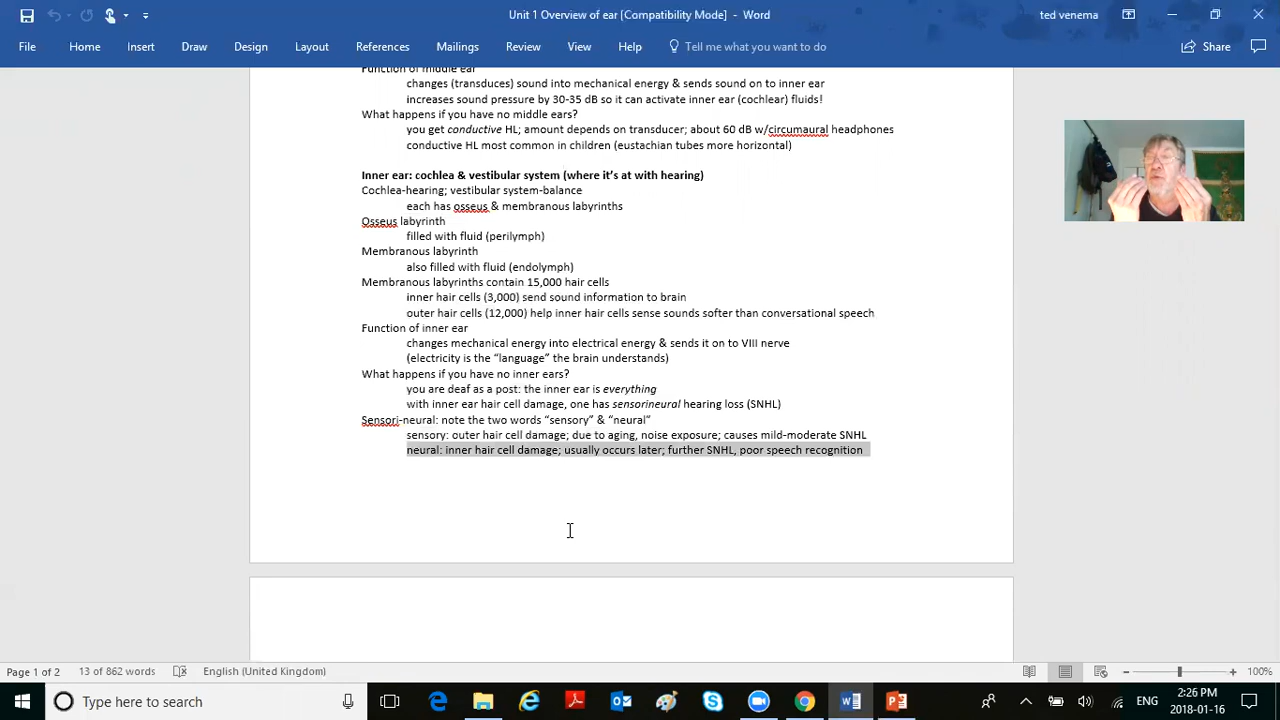 Unit 1 Overview of ear [Compatibility Mode] - Word
ted venema
File Home Insert Draw Design Layout References Mailings Review View Help Tell me what you want to do Share
Function of middle ear
changes (transduces) sound into mechanical energy & sends sound on to inner ear
increases sound pressure by 30-35 dB so it can activate inner ear (cochlear) fluids!
What happens if you have no middle ears?
you get conductive HL; amount depends on transducer; about 60 dB w/circumaural headphones
conductive HL most common in children (eustachian tubes more horizontal)
Inner ear: cochlea & vestibular system (where it's at with hearing)
Cochlea-hearing; vestibular system-balance
each has osseus & membranous labyrinths
Osseus labyrinth
filled with fluid (perilymph)
Membranous labyrinth
also filled with fluid (endolymph)
Membranous labyrinths contain 15,000 hair cells
inner hair cells (3,000) send sound information to brain
outer hair cells (12,000) help inner hair cells sense sounds softer than conversational speech
Function of inner ear
changes mechanical energy into electrical energy & sends it on to VIII nerve
(electricity is the "language" the brain understands)
What happens if you have no inner ears?
you are deaf as a post: the inner ear is everything
with inner ear hair cell damage, one has sensorineural hearing loss (SNHL)
Sensori-neural: note the two words "sensory" & "neural"
sensory: outer hair cell damage; due to aging, noise exposure; causes mild-moderate SNHL
neural: inner hair cell damage; usually occurs later; further SNHL, poor speech recognition
Page 1 of 2 13 of 862 words English (United Kingdom) 100%
Type here to search
ENG
2:26 PM
2018-01-16